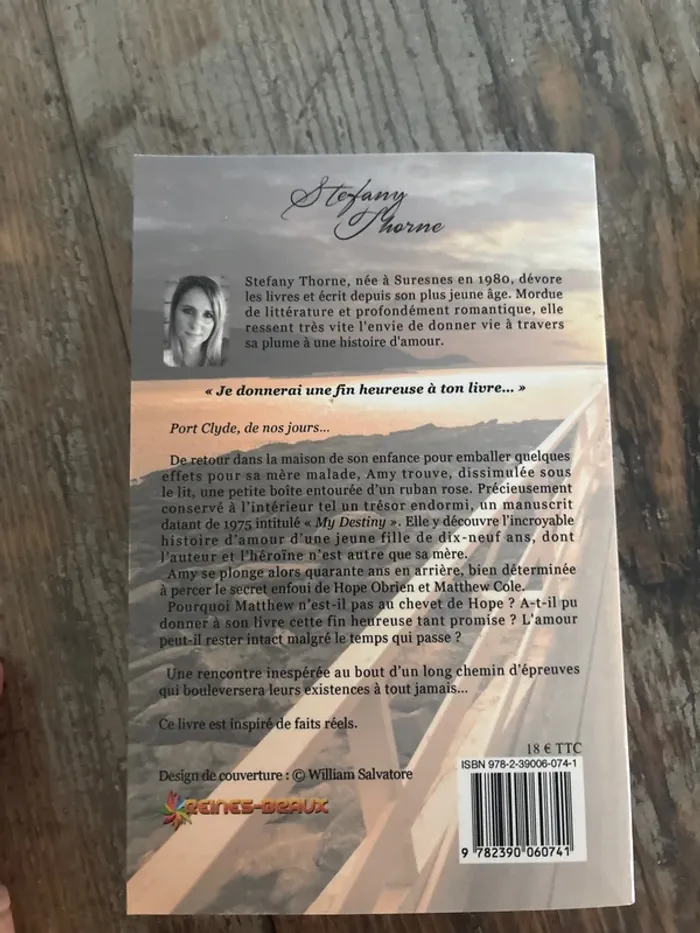 Stefany
Thorne
Stefany Thorne, née à Suresnes en 1980, dévore
les livres et écrit depuis son plus jeune âge. Mordue
de littérature et profondément romantique, elle
ressent très vite l'envie de donner vie à travers
sa plume à une histoire d'amour.
« Je donnerai une fin heureuse à ton livre... »
Port Clyde, de nos jours...
De retour dans la maison de son enfance pour emballer quelques
effets pour sa mère malade, Amy trouve, dissimulée sous
le lit, une petite boîte entourée d'un ruban rose. Précieusement
conservé à l'intérieur tel un trésor endormi, un manuscrit
datant de 1975 intitulé « My Destiny ». Elle y découvre l'incroyable
histoire d'amour d'une jeune fille de dix-neuf ans, dont
l'auteur et l'héroïne n'est autre que sa mère.
Amy se plonge alors quarante ans en arrière, bien déterminée
à percer le secret enfoui de Hope Obrien et Matthew Cole.
Pourquoi Matthew n'est-il pas au chevet de Hope ? A-t-il pu
donner à son livre cette fin heureuse tant promise ? L'amour
peut-il rester intact malgré le temps qui passe ?
Une rencontre inespérée au bout d'un long chemin d'épreuves
qui bouleversera leurs existences à tout jamais...
Ce livre est inspiré de faits réels.
18 € TTC
ISBN 978-2-39006-074-1
Design de couverture : © William Salvatore
REINES-BEAUX
9 782390 060741